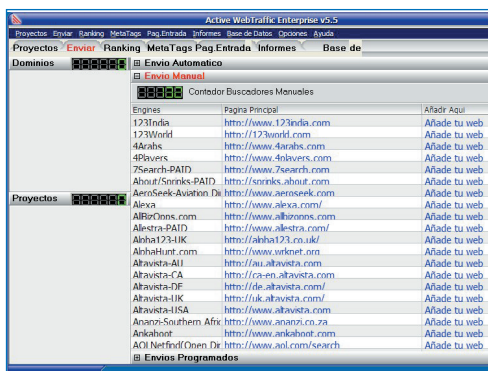 Active WebTraffic Enterprise v5.5
Proyectos Enviar Ranking MetaTags Pag.Entrada Informes Base de Datos Opciones Ayuda
Proyectos Enviar Ranking MetaTags Pag.Entrada Informes Base de
Dominios
Envio Automatico
Envio Manual
Contador Buscadores Manuales
Engines Pagina Principal Añadir Aqui
123India http://www.123india.com Añade tu web
123World http://123world.com Añade tu web
4Arabs http://www.4arabs.com Añade tu web
4Players http://www.4players.com Añade tu web
7Search-PAID http://www.7search.com Añade tu web
About/Sprinks-PAID http://sprinks.about.com Añade tu web
Proyectos
AeroSeek-Aviation Dir http://www.aeroseek.com Añade tu web
Alexa http://www.alexa.com/ Añade tu web
AllBizOpps.com http://www.allbizopps.com Añade tu web
Allestra-PAID http://www.allestra.com/ Añade tu web
Alpha123-UK http://alpha123.co.uk/ Añade tu web
AlphaHunt.com http://www.wrknet.org Añade tu web
Altavista-AU http://au.altavista.com Añade tu web
Altavista-CA http://ca-en.altavista.com Añade tu web
Altavista-DE http://de.altavista.com/ Añade tu web
Altavista-UK http://uk.altavista.com/ Añade tu web
Altavista-USA http://www.altavista.com Añade tu web
Ananzi-Southern Afric http://www.ananzi.co.za Añade tu web
Ankahoot http://www.ankahoot.com Añade tu web
AOLNetfind(Open Dir http://www.aol.com/search Añade tu web
Envios Programados